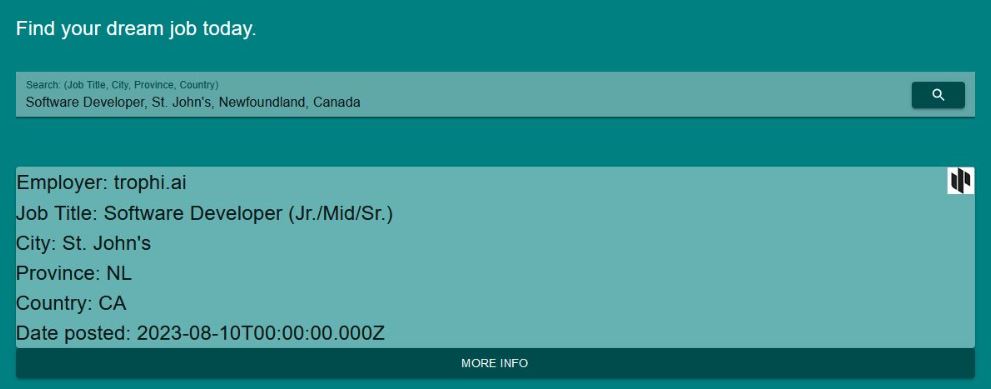 Find your dream job today.
Search: (Job Title, City, Province, Country)
Software Developer, St. John's, Newfoundland, Canada
Employer: trophi.ai
Job Title: Software Developer (Jr./Mid/Sr.)
City: St. John's
Province: NL
Country: CA
Date posted: 2023-08-10T00:00:00.000Z
MORE INFO